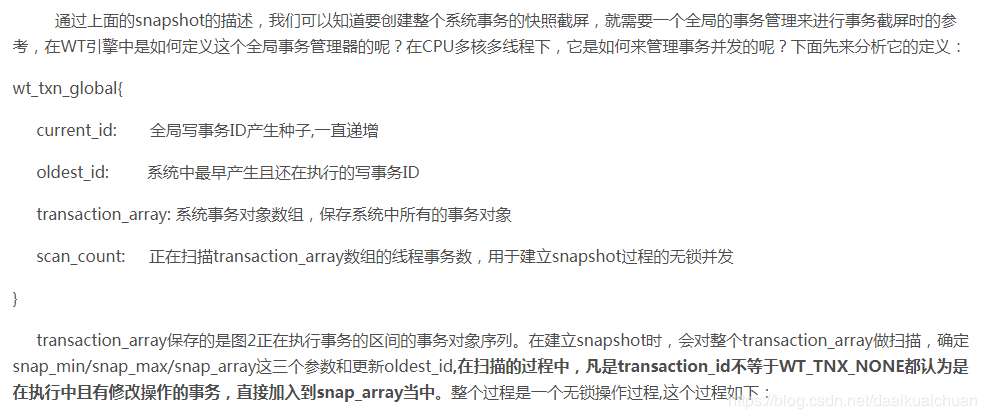 通过上面的snapshot的描述，我们可以知道要创建整个系统事务的快照截屏，就需要一个全局的事务管理来进行事务截屏时的参
考，在WT引擎中是如何定义这个全局事务管理器的呢？在CPU多核多线程下，它是如何来管理事务并发的呢？下面先来分析它的定义：
wt_txn_global{
current_id: 全局写事务ID产生种子,一直递增
oldest_id: 系统中最早产生且还在执行的写事务ID
transaction_array: 系统事务对象数组，保存系统中所有的事务对象
scan_count: 正在扫描transaction_array数组的线程事务数，用于建立snapshot过程的无锁并发
}
transaction_array保存的是图2正在执行事务的区间的事务对象序列。在建立snapshot时，会对整个transaction_array做扫描，确定
snap_min/snap_max/snap_array这三个参数和更新oldest_id,在扫描的过程中，凡是transaction_id不等于WT_TNX_NONE都认为是
在执行中且有修改操作的事务，直接加入到snap_array当中。整个过程是一个无锁操作过程,这个过程如下：
https://blog.csdn.net/daaikuaichuan